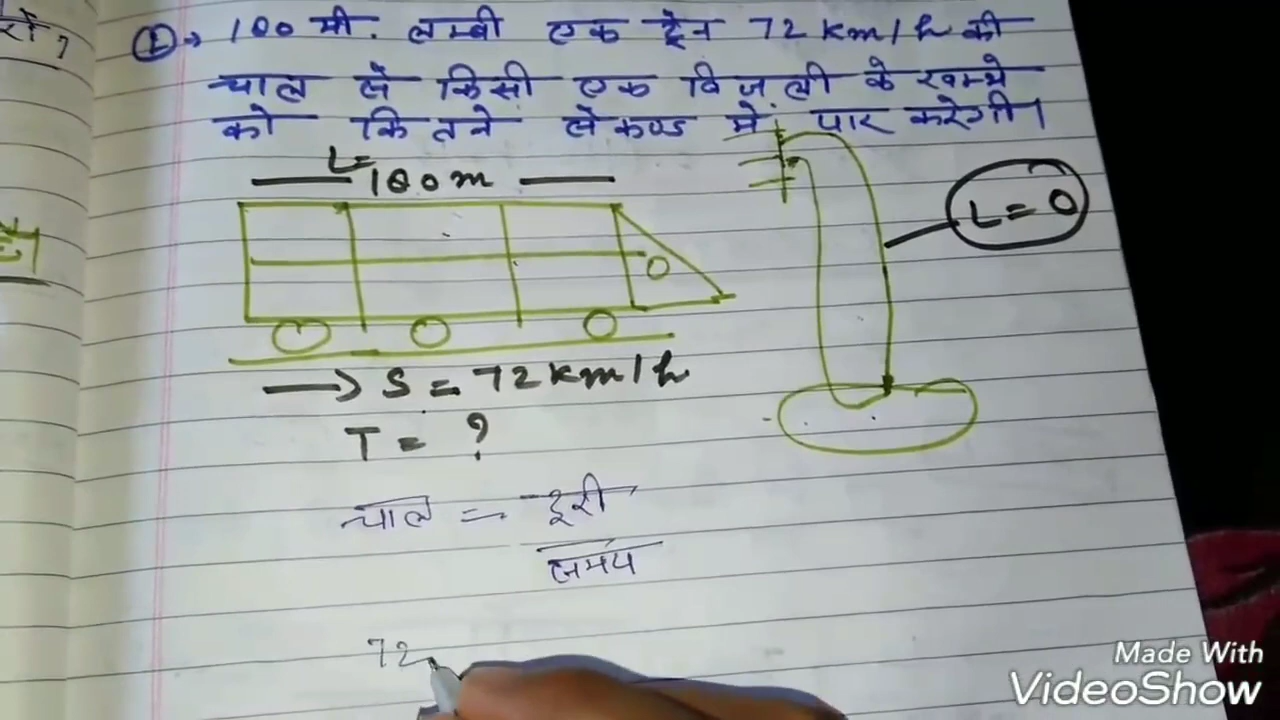 ① → 100 मी. लम्बी एक ट्रेन 72 km/h की
चाल से किसी एक बिजली के खम्भे
को कितने सेकण्ड में पार करेगी।
L=
100m
L = 0
→ S = 72 km/h
T = ?
चाल = दूरी
समय
72
Made With
VideoShow